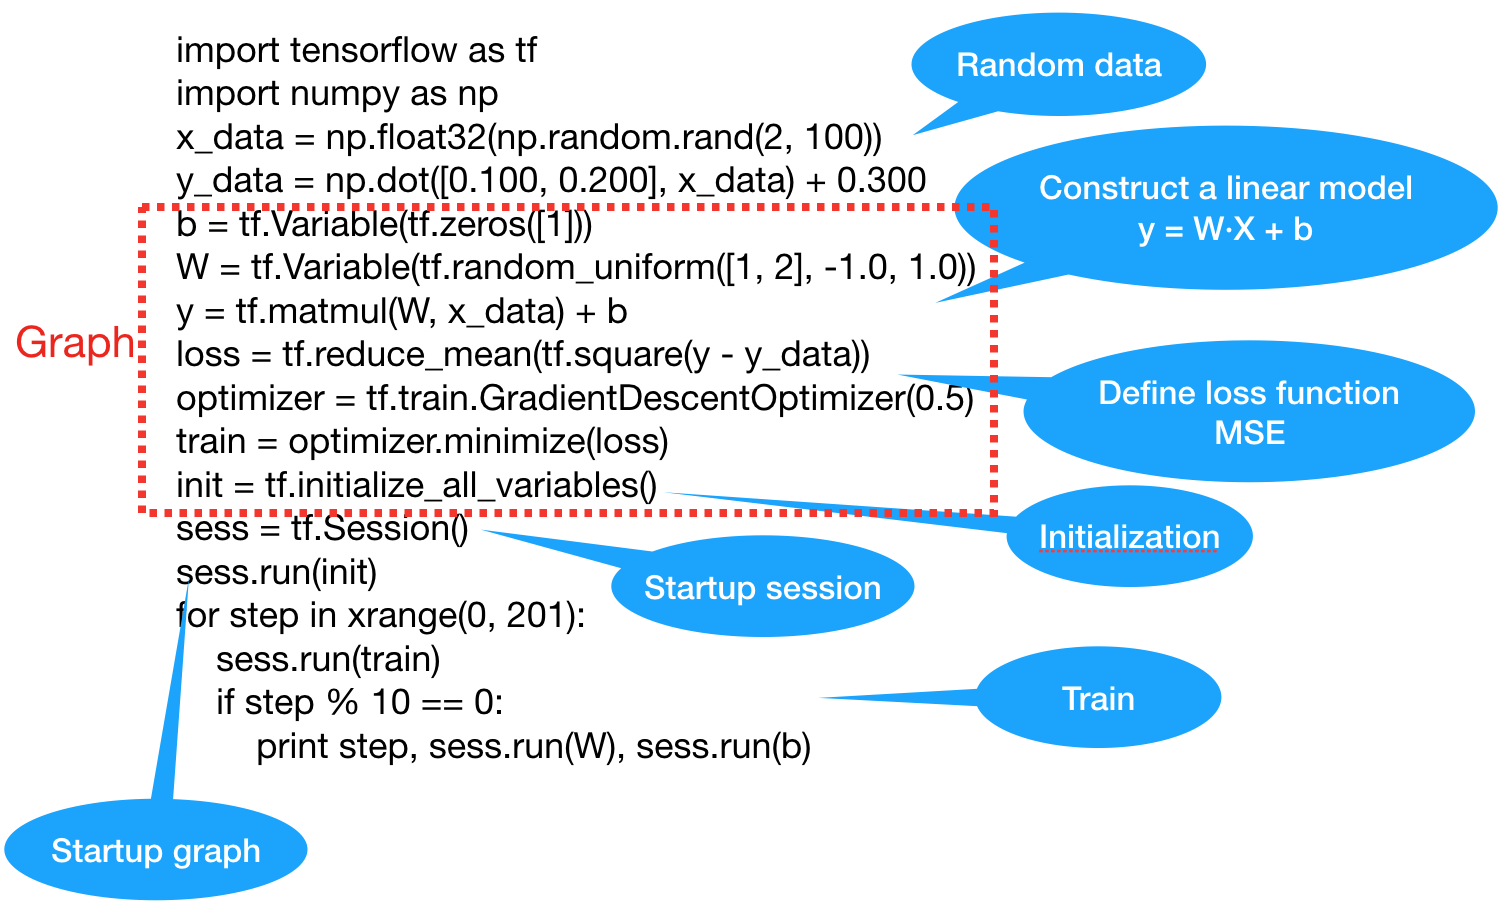 import tensorflow as tf
import numpy as np
x_data = np.float32(np.random.rand(2, 100))
y_data = np.dot([0.100, 0.200], x_data) + 0.300
b = tf.Variable(tf.zeros([1]))
W = tf.Variable(tf.random_uniform([1, 2], -1.0, 1.0))
y = tf.matmul(W, x_data) + b
loss = tf.reduce_mean(tf.square(y - y_data))
optimizer = tf.train.GradientDescentOptimizer(0.5)
train = optimizer.minimize(loss)
init = tf.initialize_all_variables()
sess = tf.Session()
sess.run(init)
for step in xrange(0, 201):
sess.run(train)
if step % 10 == 0:
print step, sess.run(W), sess.run(b)
Graph
Random data
Construct a linear model
y = W·X + b
Define loss function
MSE
Initialization
Startup session
Train
Startup graph